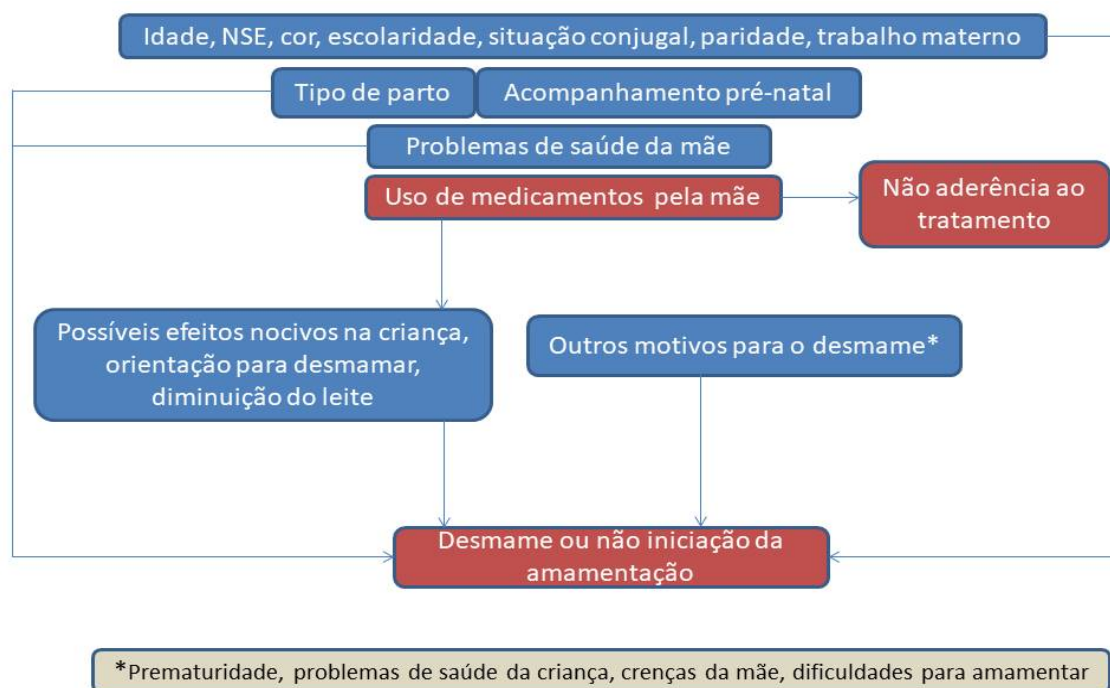 Idade, NSE, cor, escolaridade, situação conjugal, paridade, trabalho materno
Tipo de parto
Acompanhamento pré-natal
Problemas de saúde da mãe
Uso de medicamentos pela mãe
Não aderência ao
tratamento
Possíveis efeitos nocivos na criança,
orientação para desmamar,
diminuição do leite
Outros motivos para o desmame*
Desmame ou não iniciação da
amamentação
*Prematuridade, problemas de saúde da criança, crenças da mãe, dificuldades para amamentar